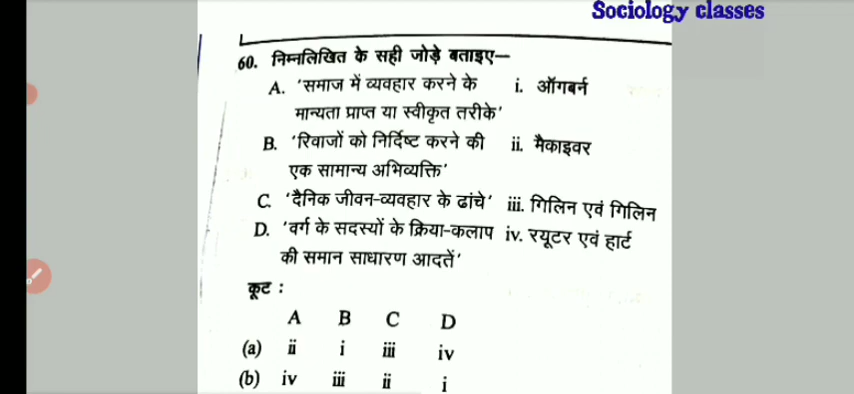 Sociology classes
60. निम्नलिखित के सही जोड़े बताइए—
A. 'समाज में व्यवहार करने के i. ऑगबर्न
मान्यता प्राप्त या स्वीकृत तरीके'
B. 'रिवाजों को निर्दिष्ट करने की ii. मैकाइवर
एक सामान्य अभिव्यक्ति'
C. 'दैनिक जीवन-व्यवहार के ढांचे' iii. गिलिन एवं गिलिन
D. 'वर्ग के सदस्यों के क्रिया-कलाप iv. रयूटर एवं हार्ट
की समान साधारण आदतें'
कूट :
A B C D
(a) ii i iii iv
(b) iv iii ii i